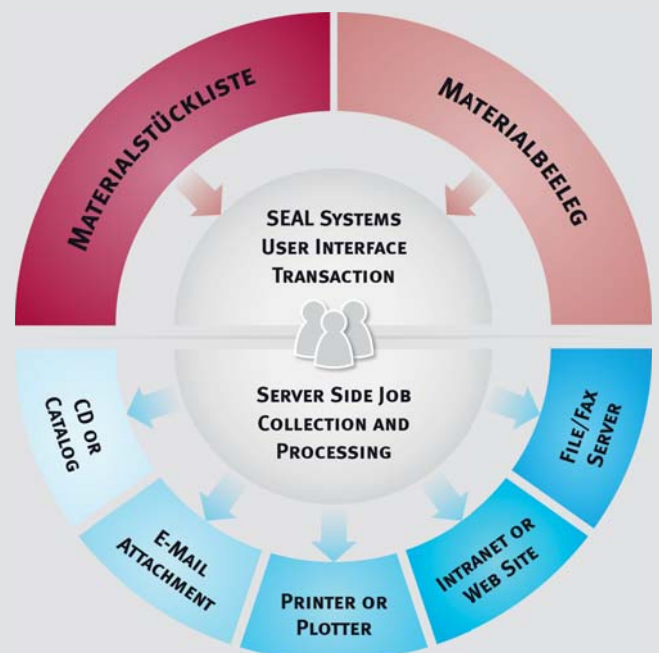 MATERIALSTÜCKLISTE
MATERIALBEELEG
SEAL SYSTEMS
USER INTERFACE
TRANSACTION
SERVER SIDE JOB
COLLECTION AND
PROCESSING
CD OR
CATALOG
E-MAIL
ATTACHMENT
PRINTER OR
PLOTTER
INTRANET OR
WEB SITE
FILE/FAX
SERVER